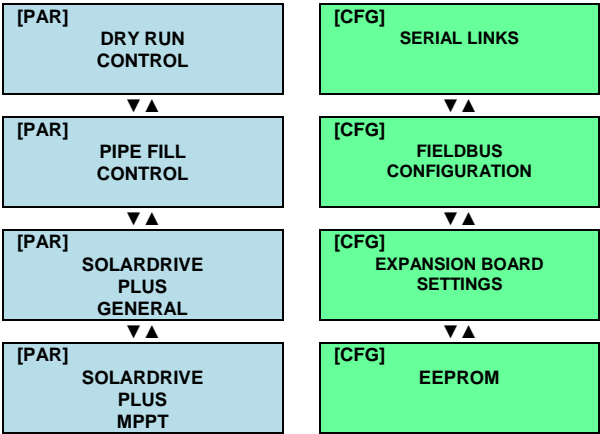 [PAR]
DRY RUN
CONTROL
▼▲
[PAR]
PIPE FILL
CONTROL
▼▲
[PAR]
SOLARDRIVE
PLUS
GENERAL
▼▲
[PAR]
SOLARDRIVE
PLUS
MPPT
[CFG]
SERIAL LINKS
▼▲
[CFG]
FIELDBUS
CONFIGURATION
▼▲
[CFG]
EXPANSION BOARD
SETTINGS
▼▲
[CFG]
EEPROM